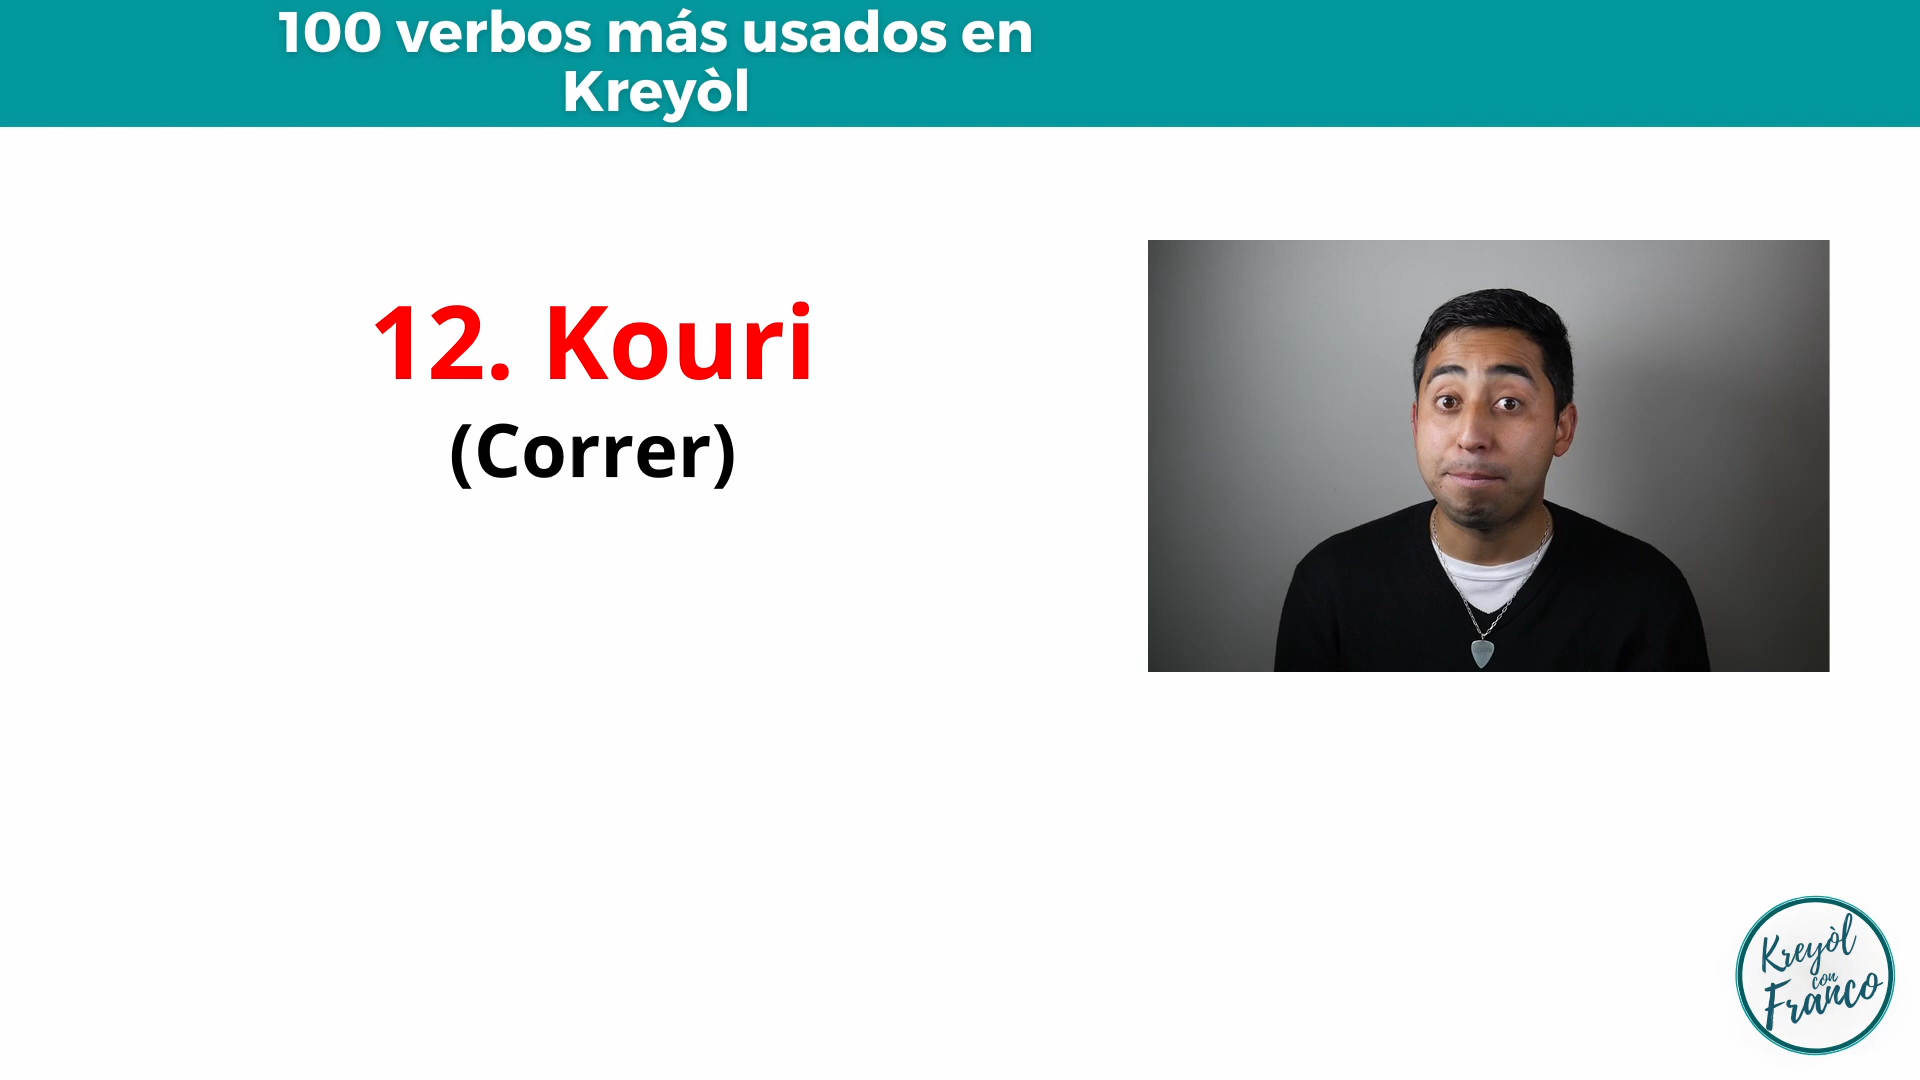 100 verbos más usados en
Kreyòl
12. Kouri
(Correr)
Kreyòl
con
Franco